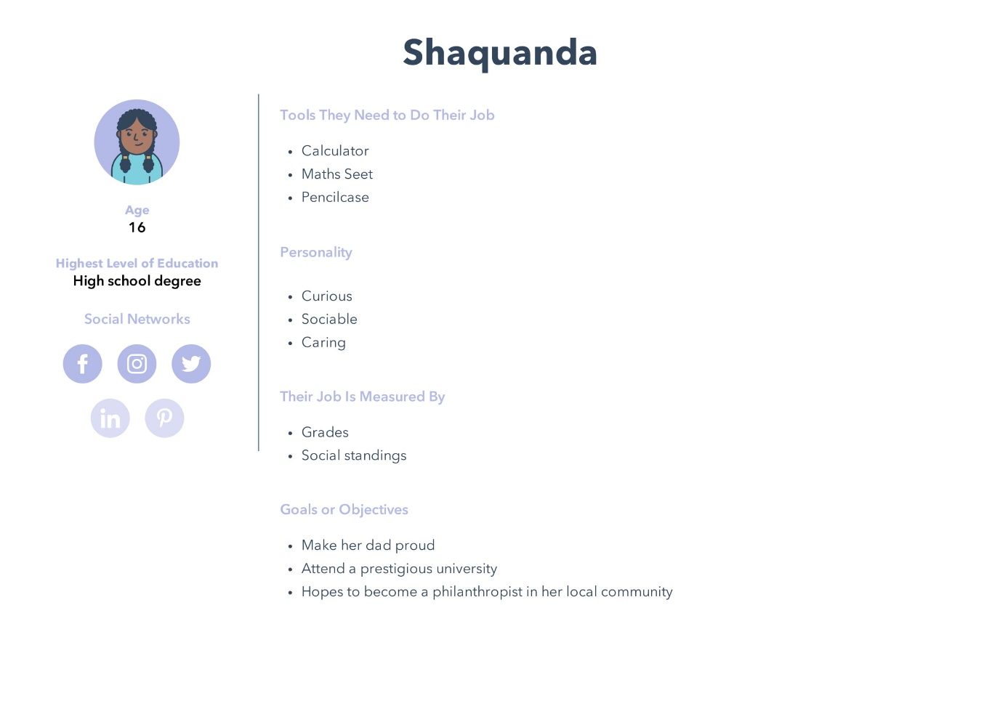 Shaquanda
Age
16
Highest Level of Education
High school degree
Social Networks
Tools They Need to Do Their Job
• Calculator
• Maths Seet
• Pencilcase
Personality
• Curious
• Sociable
• Caring
Their Job Is Measured By
• Grades
• Social standings
Goals or Objectives
• Make her dad proud
• Attend a prestigious university
• Hopes to become a philanthropist in her local community